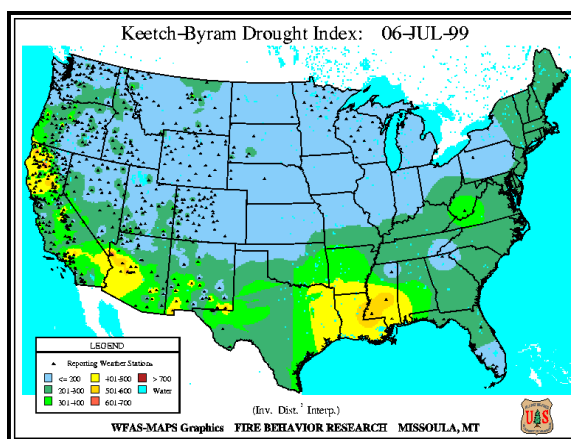 Keetch-Byram Drought Index: 06-JUL-99
LEGEND
▲ Reporting Weather Station
<= 200 401-500 > 700
201-300 501-600 Water
301-400 601-700
(Inv. Dist.² Interp.)
WFAS-MAPS Graphics FIRE BEHAVIOR RESEARCH MISSOULA, MT
U S